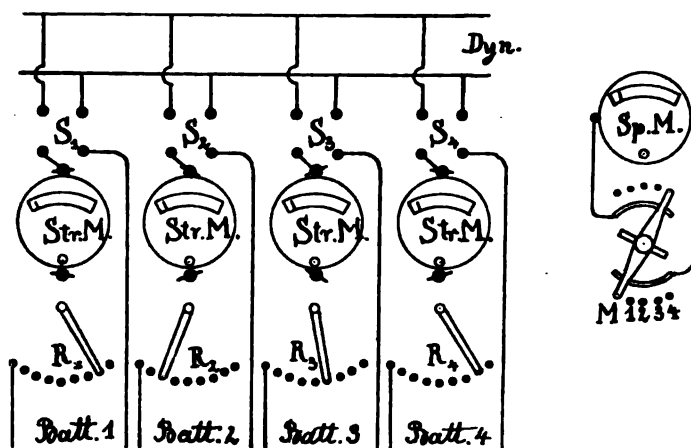 Dyn.
S1 S2 S3 S4
Sp.M.
Str.M. Str.M. Str.M. Str.M.
M 1 2 3 4
Rx R2 R3 R4
Batt.1 Batt.2 Batt.3 Batt.4